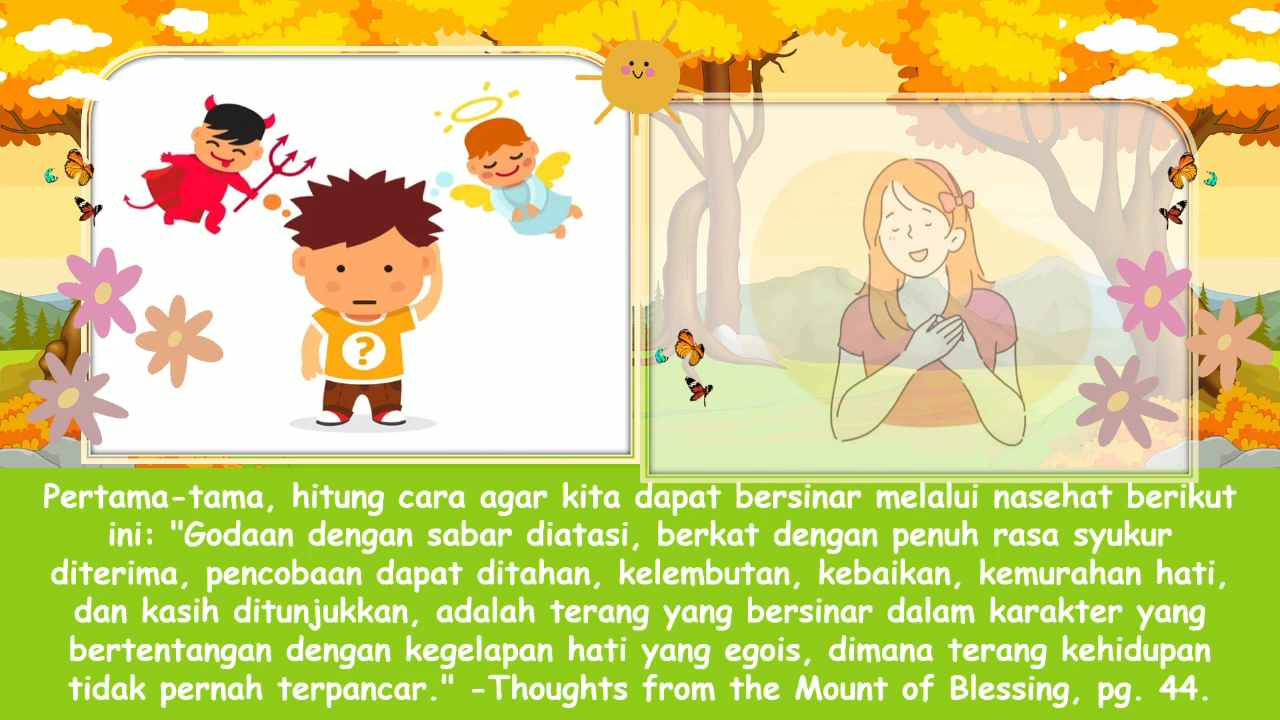 ?
Pertama-tama, hitung cara agar kita dapat bersinar melalui nasehat berikut
ini: "Godaan dengan sabar diatasi, berkat dengan penuh rasa syukur
diterima, pencobaan dapat ditahan, kelembutan, kebaikan, kemurahan hati,
dan kasih ditunjukkan, adalah terang yang bersinar dalam karakter yang
bertentangan dengan kegelapan hati yang egois, dimana terang kehidupan
tidak pernah terpancar." -Thoughts from the Mount of Blessing, pg. 44.